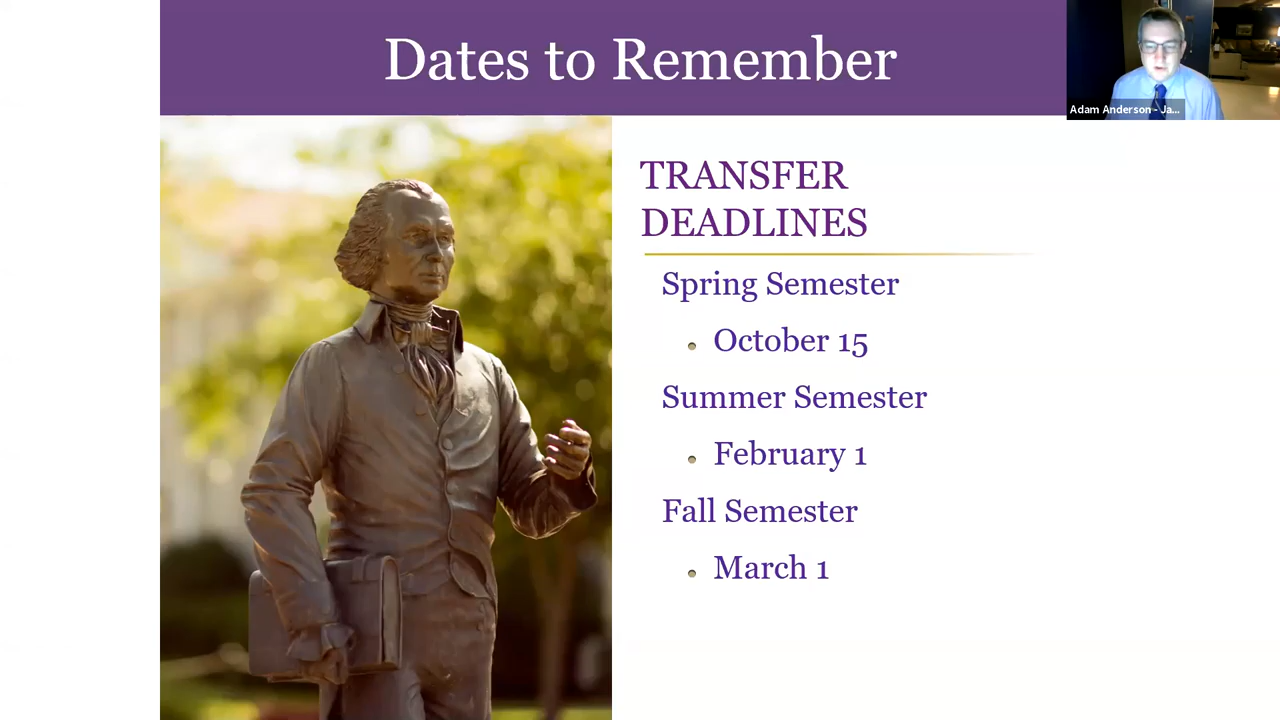 Dates to Remember
Adam Anderson - Ja...
TRANSFER
DEADLINES
Spring Semester
• October 15
Summer Semester
• February 1
Fall Semester
• March 1